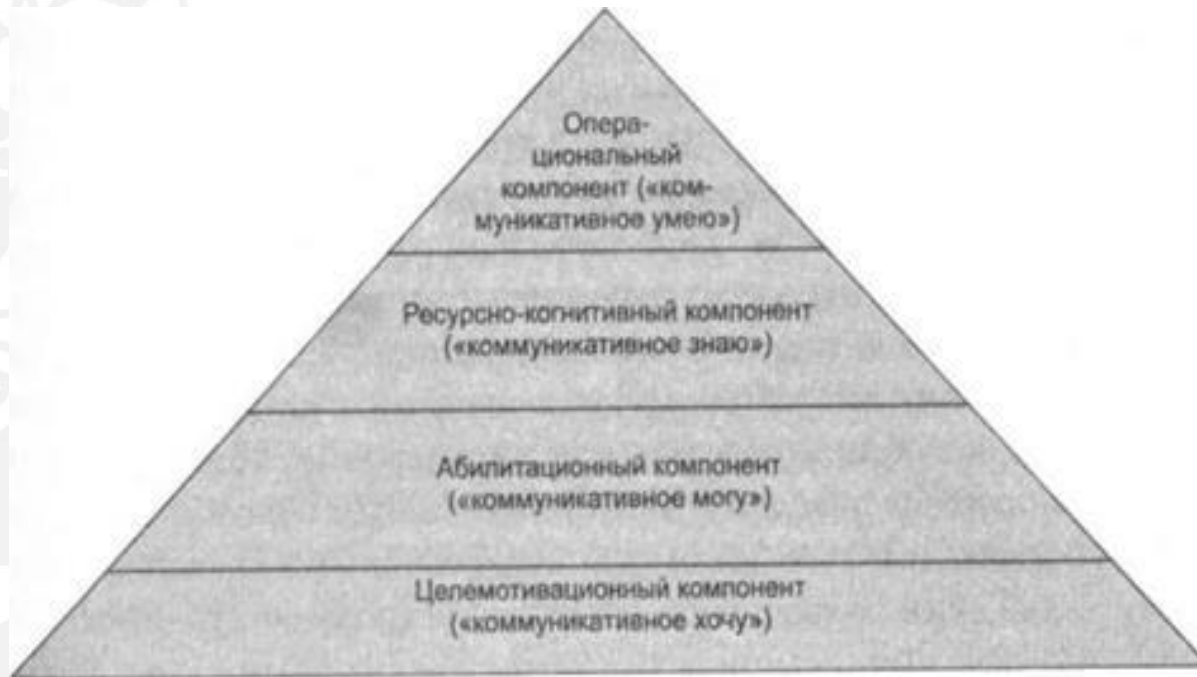 Опера-
циональный
компонент («ком-
муникативное умею»)
Ресурсно-когнитивный компонент
(«коммуникативное знаю»)
Абилитационный компонент
(«коммуникативное могу»)
Целемотивационный компонент
(«коммуникативное хочу»)